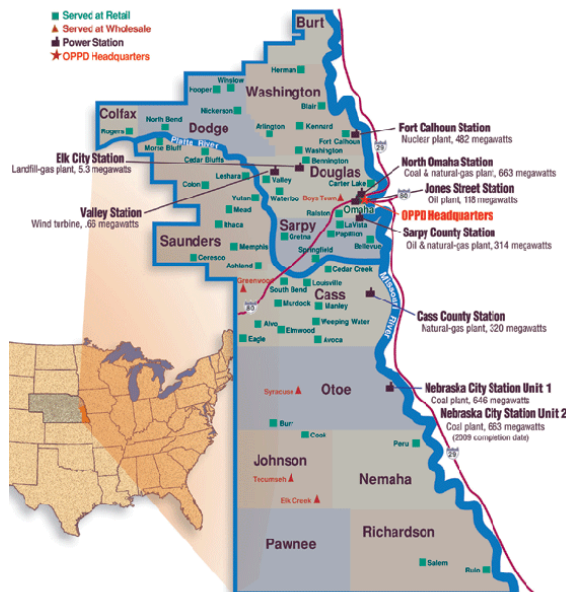 Served at Retail
Served at Wholesale
Power Station
OPPD Headquarters
Burt
Herman
Winslow
Hooper
Washington
Blair
Colfax
Nickerson
North Bend
Rogers
Dodge
Arlington
Kennard
Fort Calhoun
29
Fort Calhoun Station
Nuclear plant, 482 megawatts
Morse Bluff
Platte River
Washington
Elk City Station
Landfill-gas plant, 5.3 megawatts
Cedar Bluffs
Bennington
Douglas
North Omaha Station
Coal & natural-gas plant, 663 megawatts
Colon
Leshara
Valley
Carter Lake
80
Jones Street Station
Oil plant, 118 megawatts
Yutan
Waterloo
Boys Town
Omaha
OPPD Headquarters
Valley Station
Wind turbine, .66 megawatts
Mead
Ralston
LaVista
Sarpy County Station
Oil & natural-gas plant, 314 megawatts
Ithaca
Sarpy
Papillion
Gretna
Bellevue
Saunders
Memphis
Springfield
Ceresco
Ashland
Cedar Creek
Missouri River
Greenwood
South Bend
Louisville
Cass
80
Murdock
Manley
Cass County Station
Natural-gas plant, 320 megawatts
Alvo
Elmwood
Weeping Water
Eagle
Avoca
Otoe
Nebraska City Station Unit 1
Coal plant, 646 megawatts
Syracuse
Nebraska City Station Unit 2
Coal plant, 663 megawatts
(2009 completion date)
Burr
Cook
Peru
29
Johnson
Tecumseh
Nemaha
Elk Creek
Richardson
Pawnee
Salem
Rulo